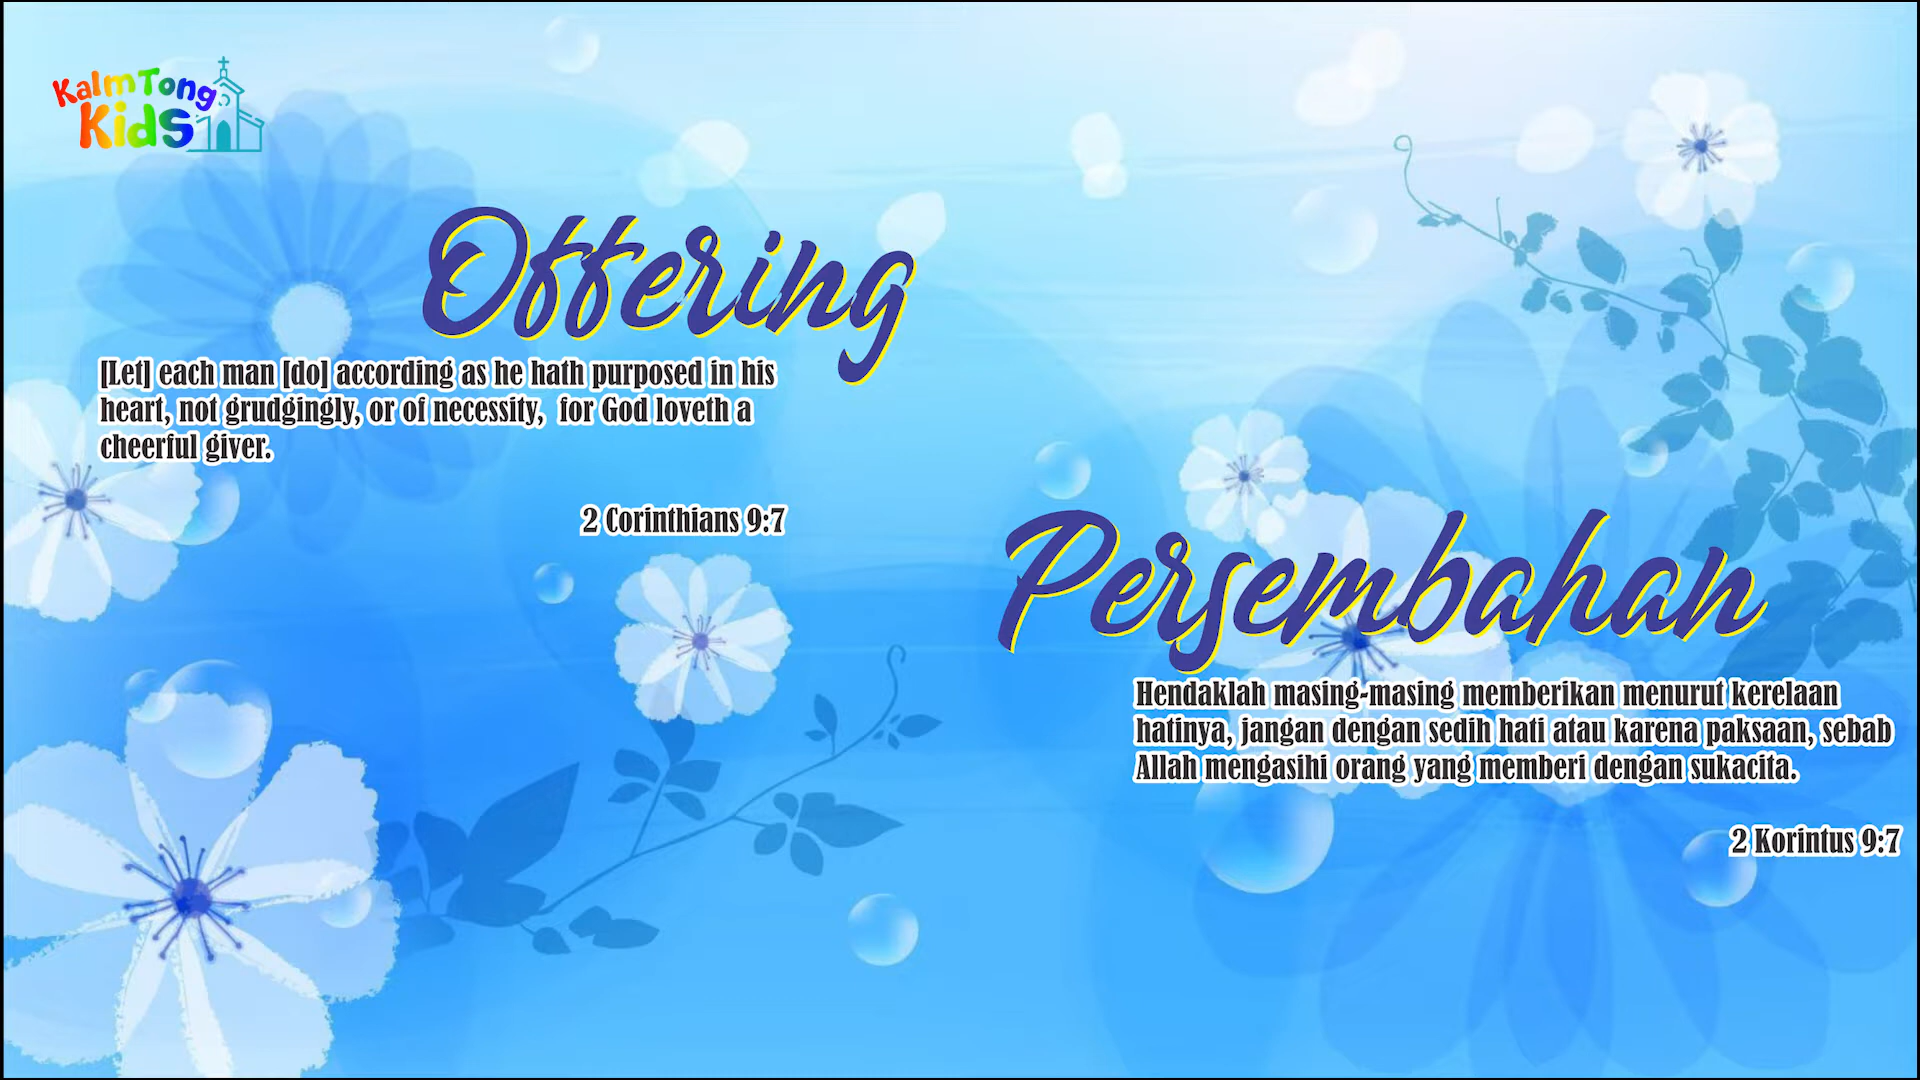 KalmTong
Kids
Offering
[Let] each man [do] according as he hath purposed in his
heart, not grudgingly, or of necessity,  for God loveth a
cheerful giver.
2 Corinthians 9:7
Persembahan
Hendaklah masing-masing memberikan menurut kerelaan
hatinya, jangan dengan sedih hati atau karena paksaan, sebab
Allah mengasihi orang yang memberi dengan sukacita.
2 Korintus 9:7